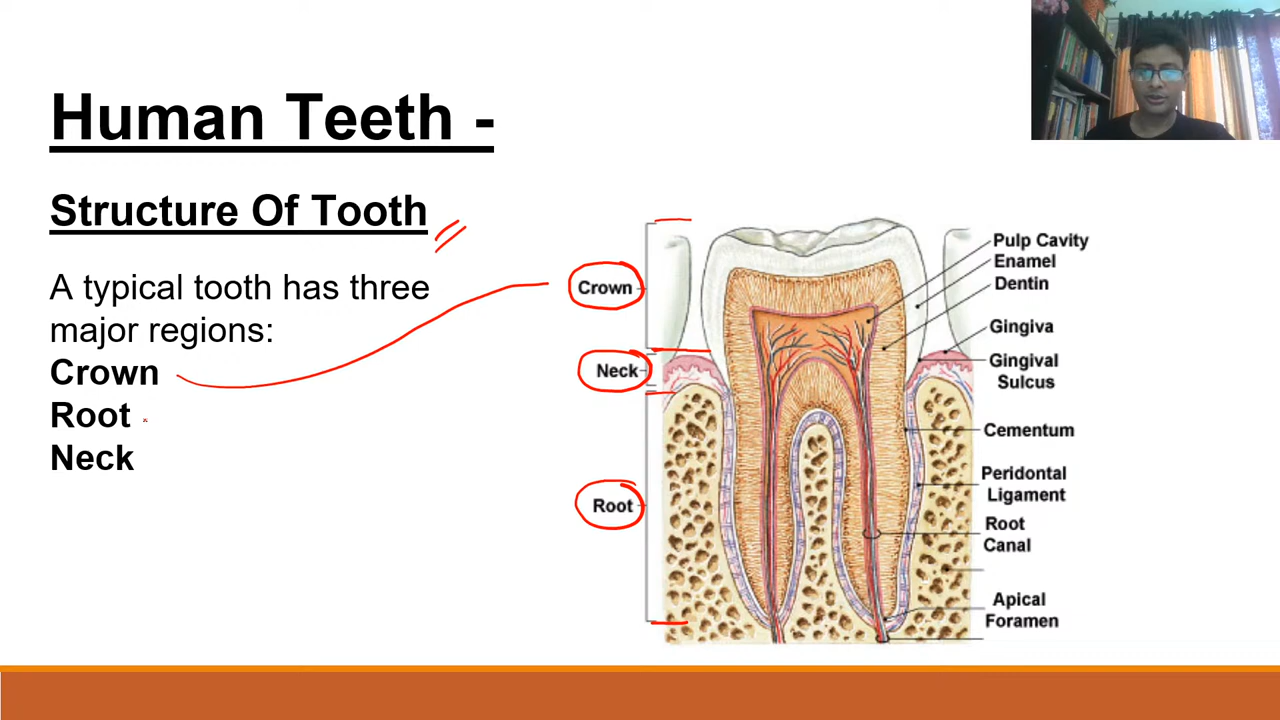 Human Teeth -
Structure Of Tooth
A typical tooth has three
major regions:
Crown
Root
Neck
Crown
Neck
Root
Pulp Cavity
Enamel
Dentin
Gingiva
Gingival
Sulcus
Cementum
Peridontal
Ligament
Root
Canal
Apical
Foramen